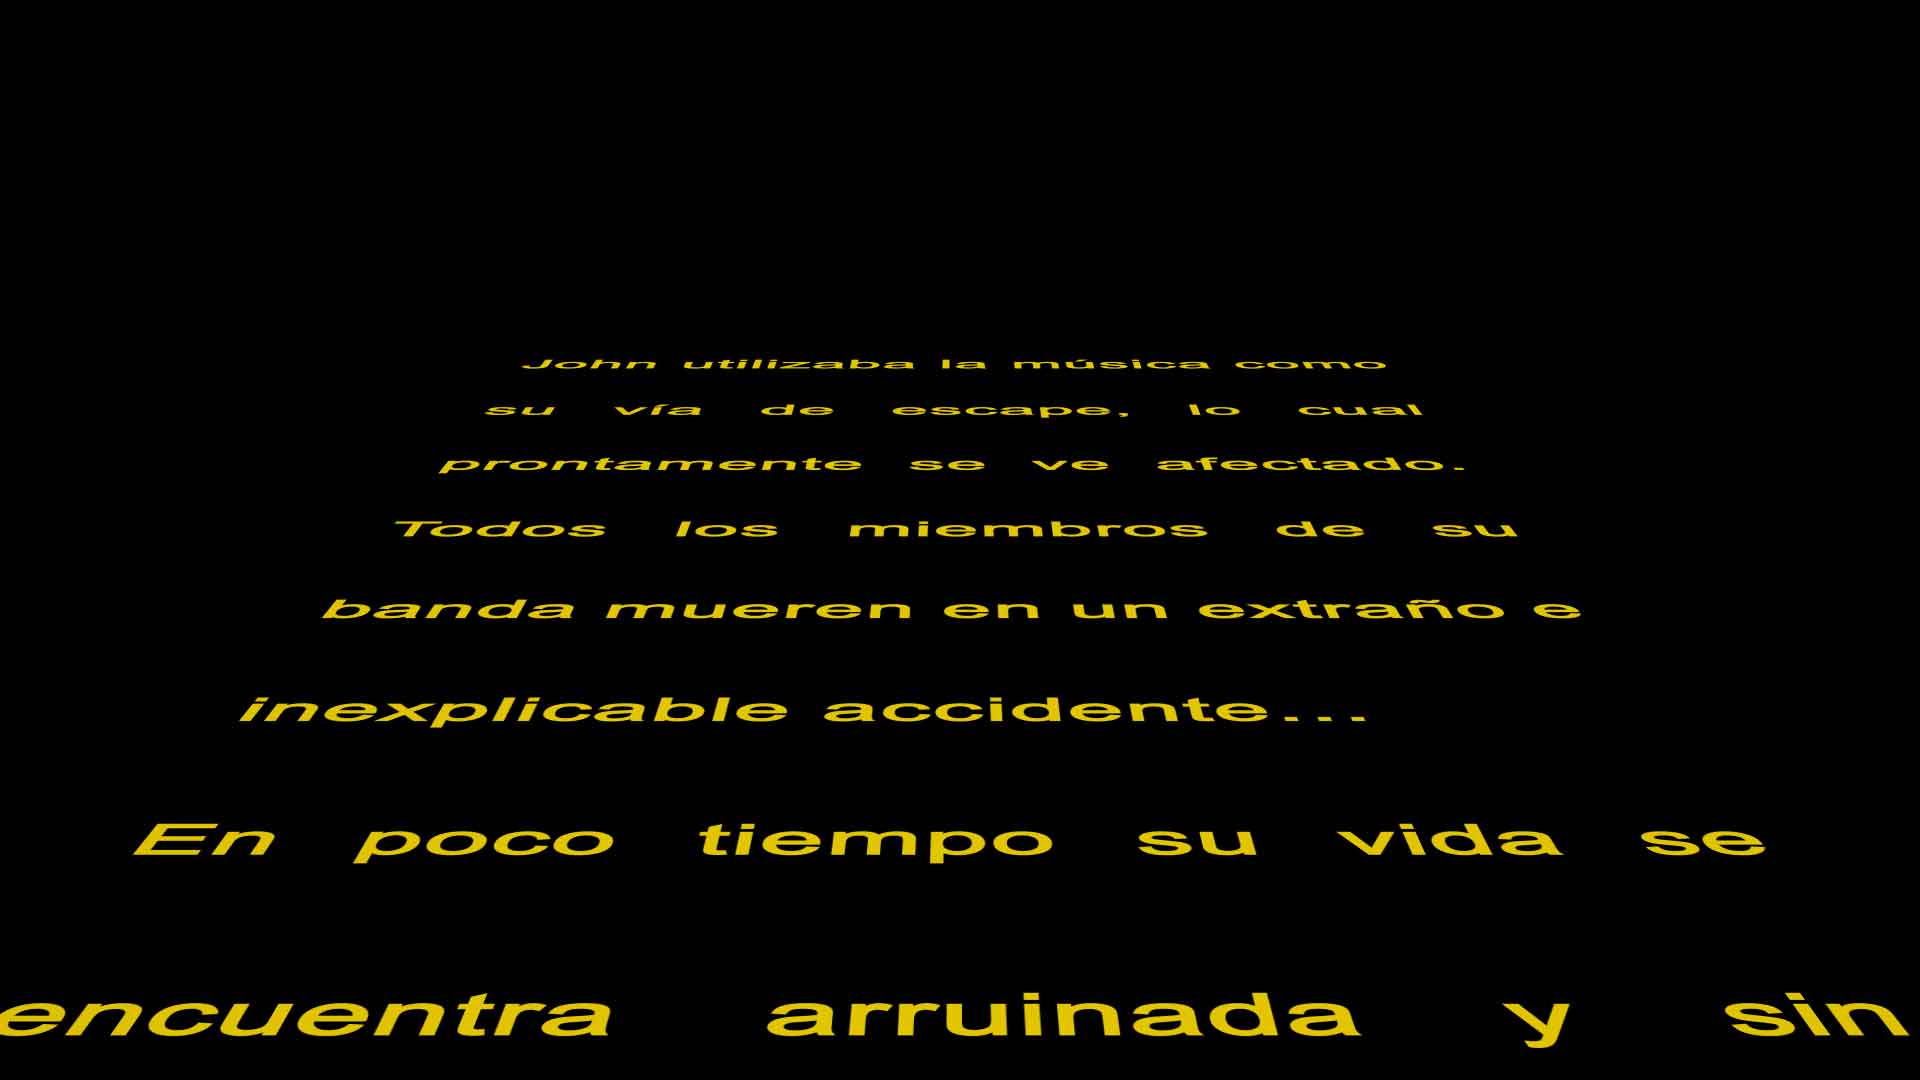 John utilizaba la música como
su vía de escape, lo cual
prontamente se ve afectado.
Todos los miembros de su
banda mueren en un extraño e
inexplicable accidente...
En poco tiempo su vida se
encuentra arruinada y sin